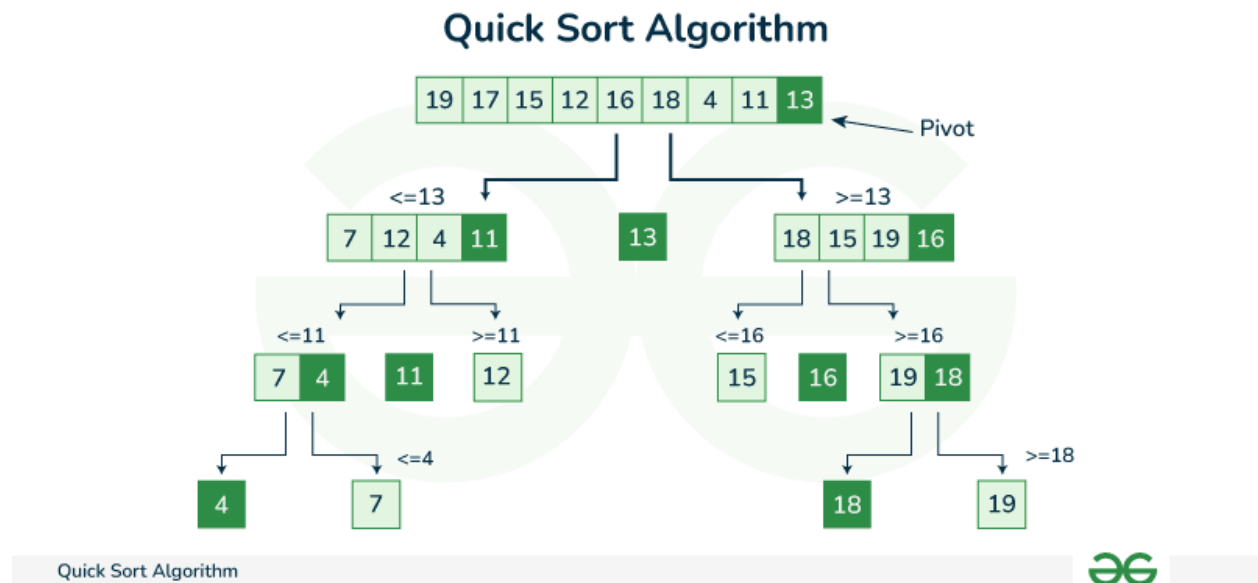 Quick Sort Algorithm
19 17 15 12 16 18 4 11 13
Pivot
<=13 >=13
7 12 4 11 13 18 15 19 16
<=11 >=11 <=16 >=16
7 4 11 12 15 16 19 18
<=4 >=18
4 7 18 19
Quick Sort Algorithm